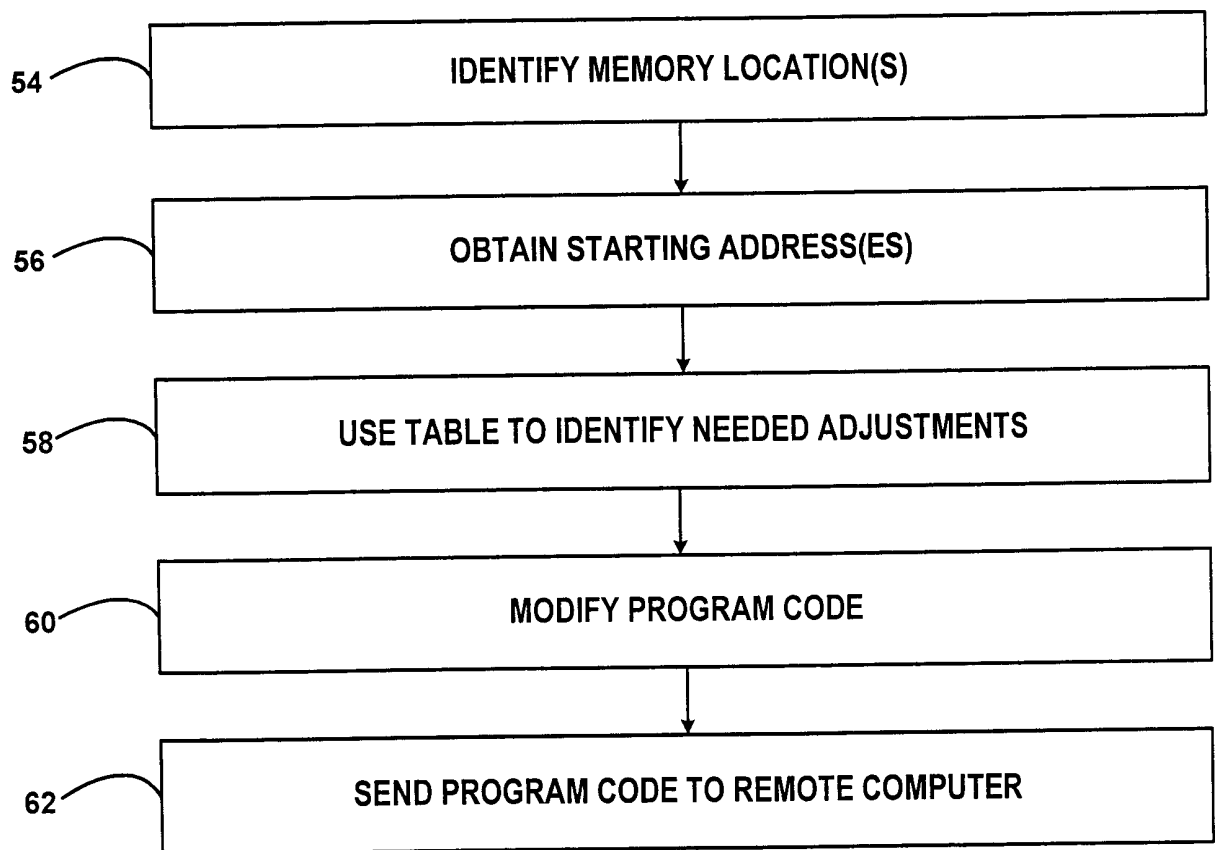 54 IDENTIFY MEMORY LOCATION(S)
56 OBTAIN STARTING ADDRESS(ES)
58 USE TABLE TO IDENTIFY NEEDED ADJUSTMENTS
60 MODIFY PROGRAM CODE
62 SEND PROGRAM CODE TO REMOTE COMPUTER